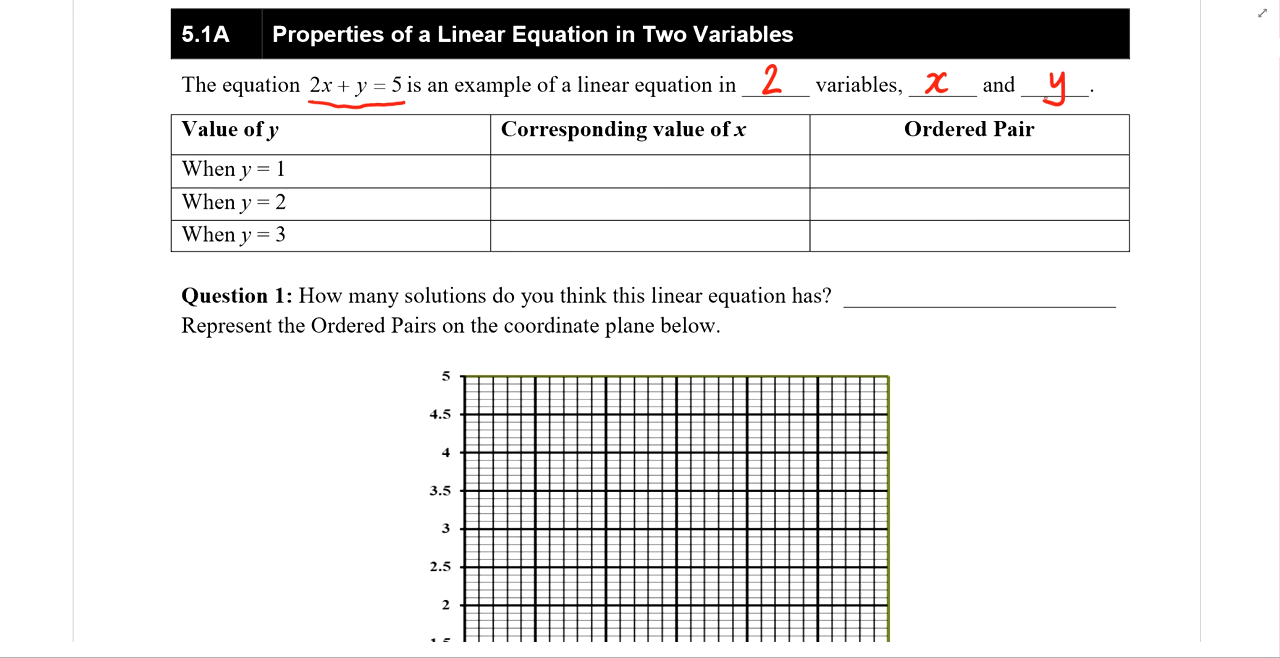 5.1A Properties of a Linear Equation in Two Variables
The equation 2x + y = 5 is an example of a linear equation in 2 variables, x and y.
Value of y Corresponding value of x Ordered Pair
When y = 1
When y = 2
When y = 3
Question 1: How many solutions do you think this linear equation has?
Represent the Ordered Pairs on the coordinate plane below.
5
4.5
4
3.5
3
2.5
2